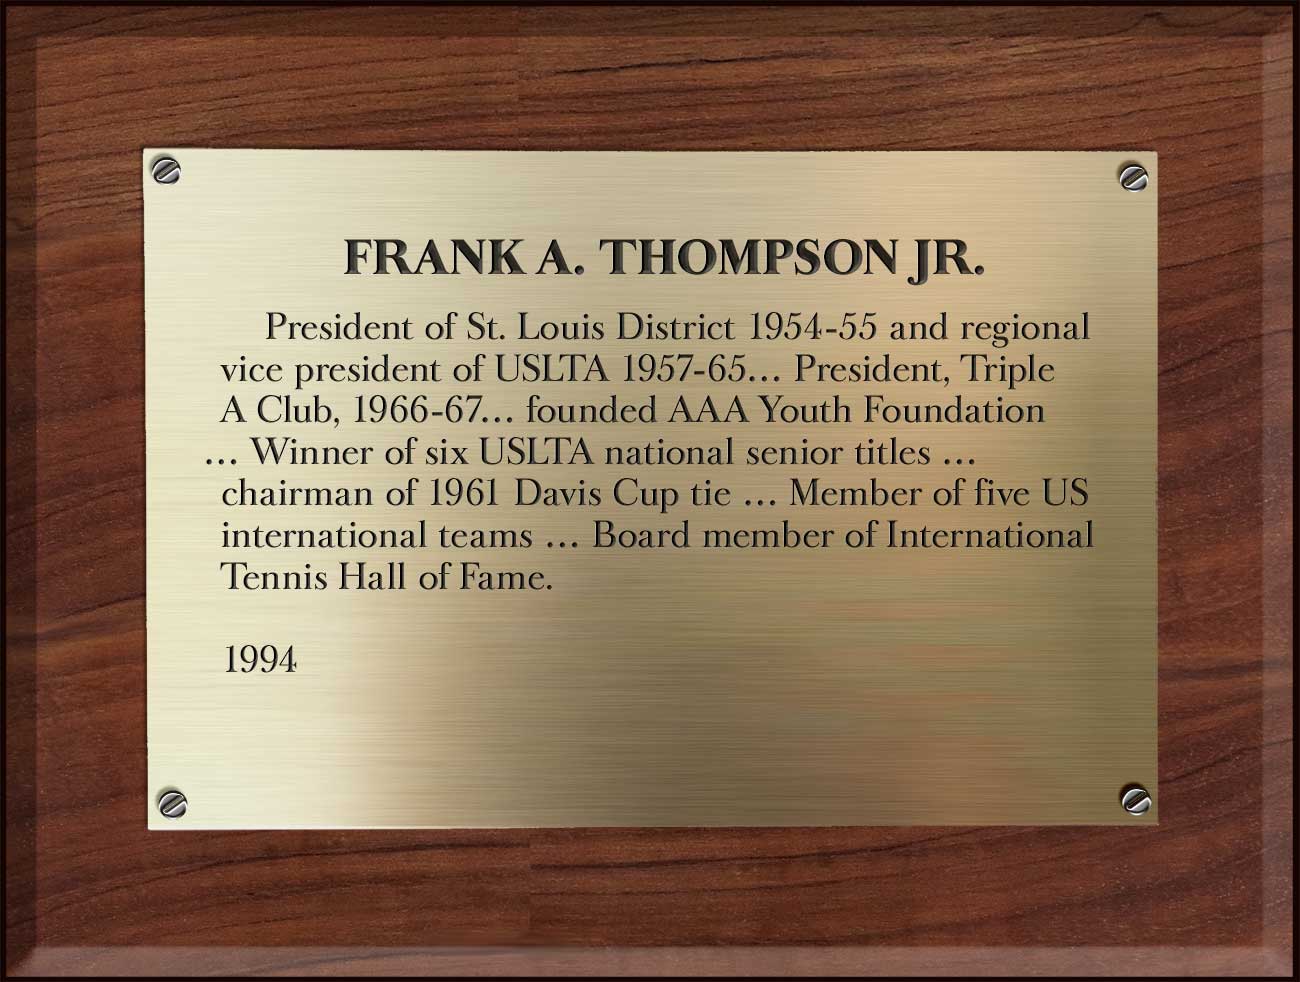 FRANK A. THOMPSON JR.
President of St. Louis District 1954-55 and regional
vice president of USLTA 1957-65... President, Triple
A Club, 1966-67... founded AAA Youth Foundation
... Winner of six USLTA national senior titles ...
chairman of 1961 Davis Cup tie ... Member of five US
international teams ... Board member of International
Tennis Hall of Fame.
1994